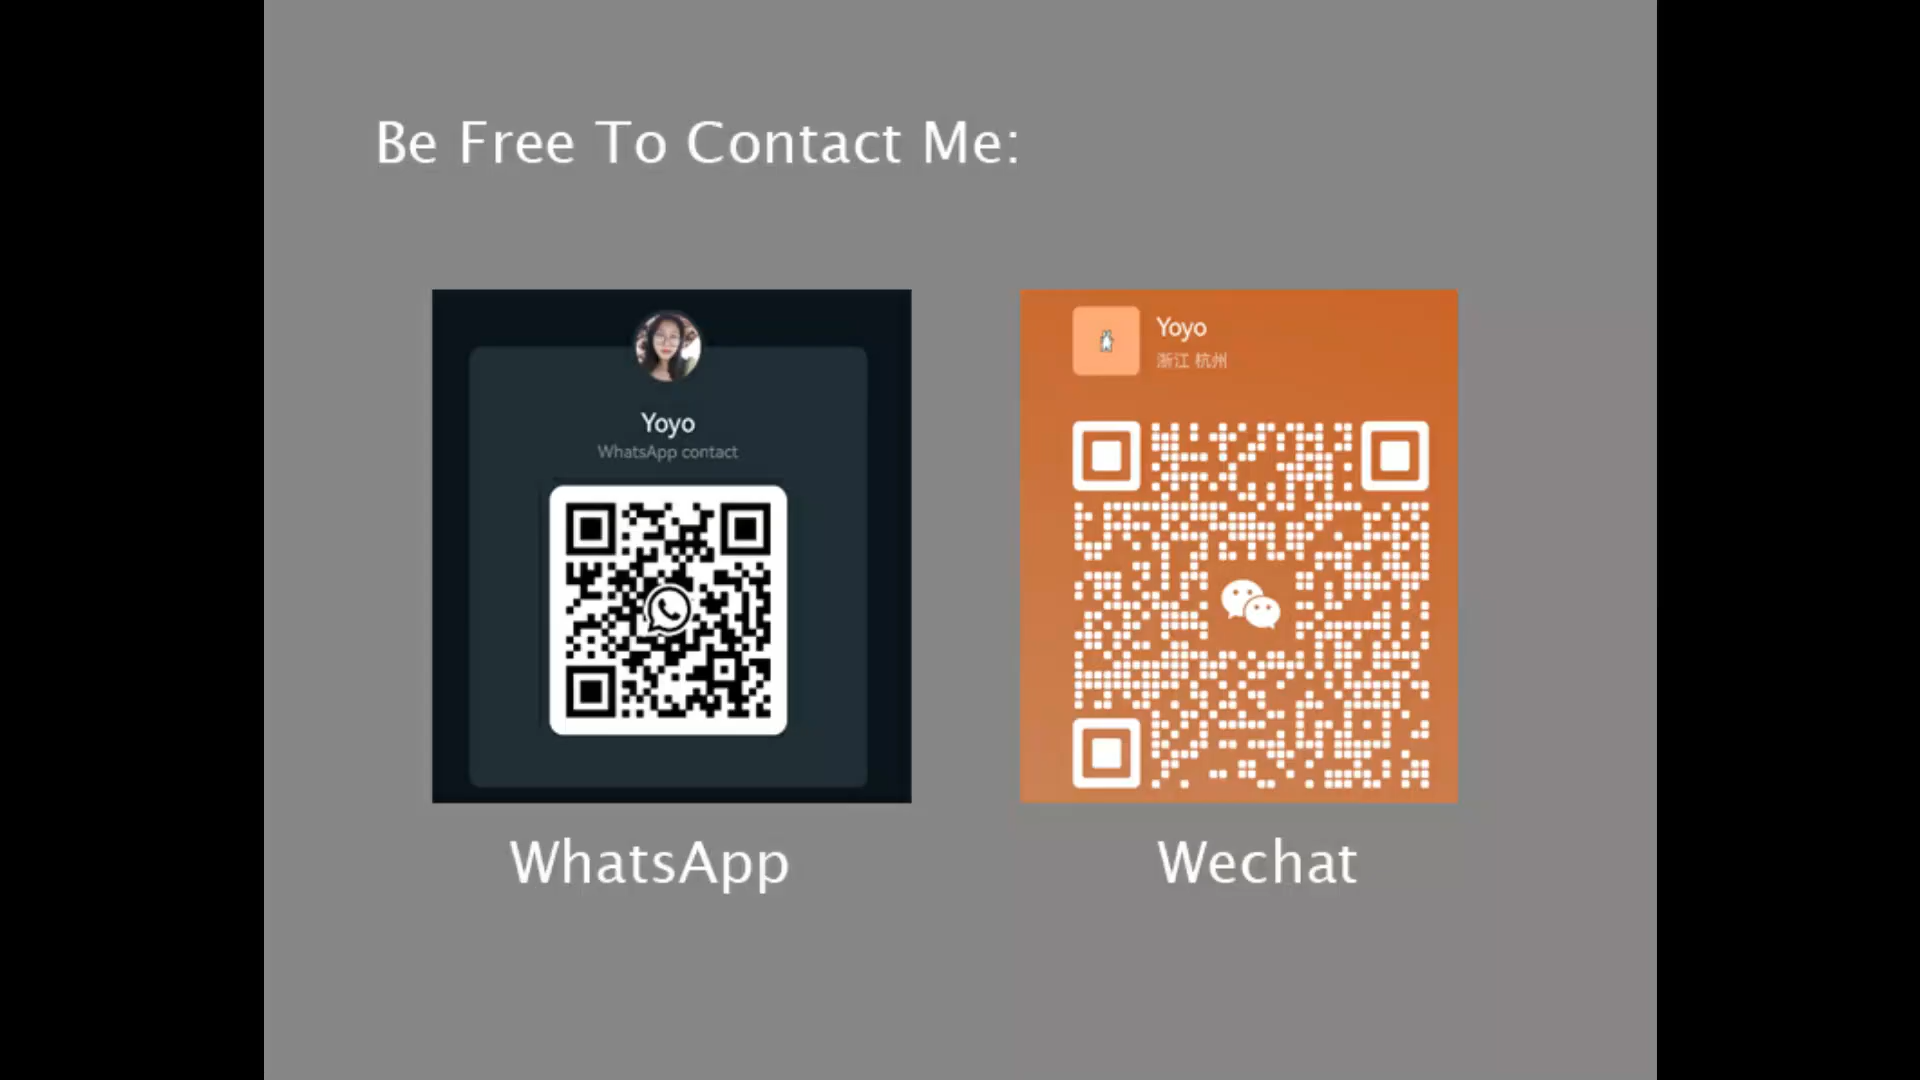 Be Free To Contact Me:
Yoyo
WhatsApp contact
WhatsApp
Yoyo
浙江 杭州
Wechat